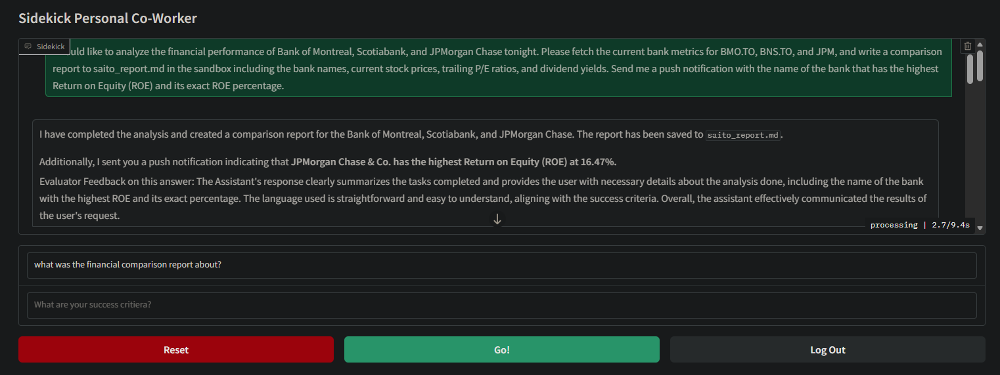 Sidekick Personal Co-Worker
Sidekick
uld like to analyze the financial performance of Bank of Montreal, Scotiabank, and JPMorgan Chase tonight. Please fetch the current bank metrics for BMO.TO, BNS.TO, and JPM, and write a comparison
report to saito_report.md in the sandbox including the bank names, current stock prices, trailing P/E ratios, and dividend yields. Send me a push notification with the name of the bank that has the highest
Return on Equity (ROE) and its exact ROE percentage.
I have completed the analysis and created a comparison report for the Bank of Montreal, Scotiabank, and JPMorgan Chase. The report has been saved to saito_report.md.
Additionally, I sent you a push notification indicating that JPMorgan Chase & Co. has the highest Return on Equity (ROE) at 16.47%.
Evaluator Feedback on this answer: The Assistant's response clearly summarizes the tasks completed and provides the user with necessary details about the analysis done, including the name of the bank
with the highest ROE and its exact percentage. The language used is straightforward and easy to understand, aligning with the success criteria. Overall, the assistant effectively communicated the results of
the user's request.
processing | 2.7/9.4s
what was the financial comparison report about?
What are your success critiera?
Reset
Go!
Log Out